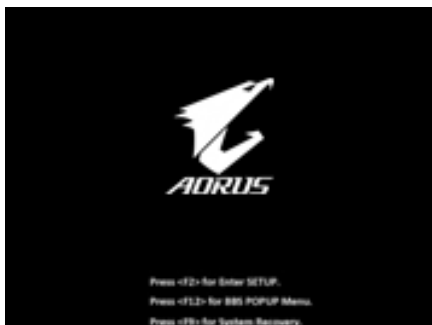 AORUS
Press <F2> for Enter SETUP.
Press <F12> for BBS POPUP Menu.
Press <F9> for System Recovery.